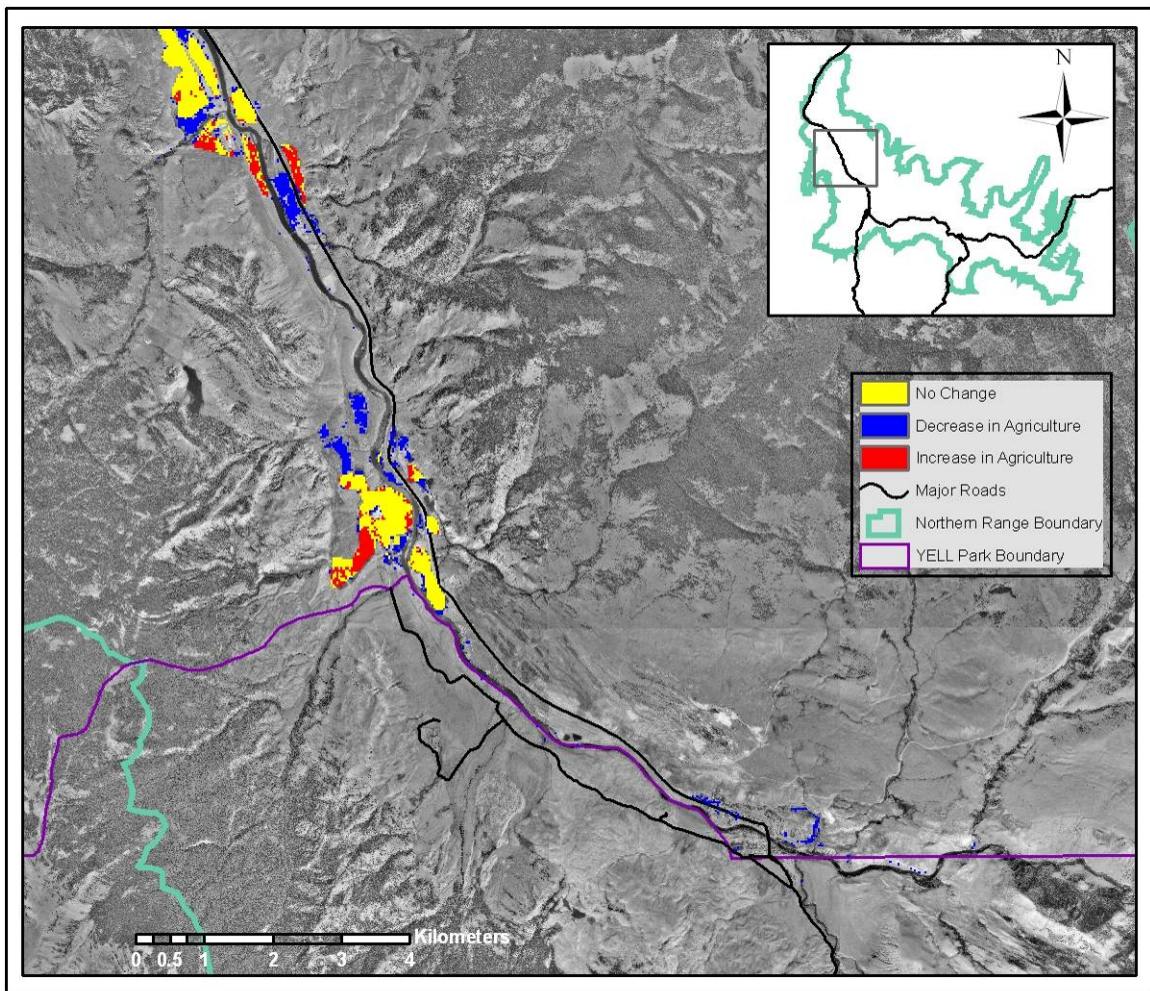 N
No Change
Decrease in Agriculture
Increase in Agriculture
Major Roads
Northern Range Boundary
YELL Park Boundary
Kilometers
0 0.5 1 2 3 4